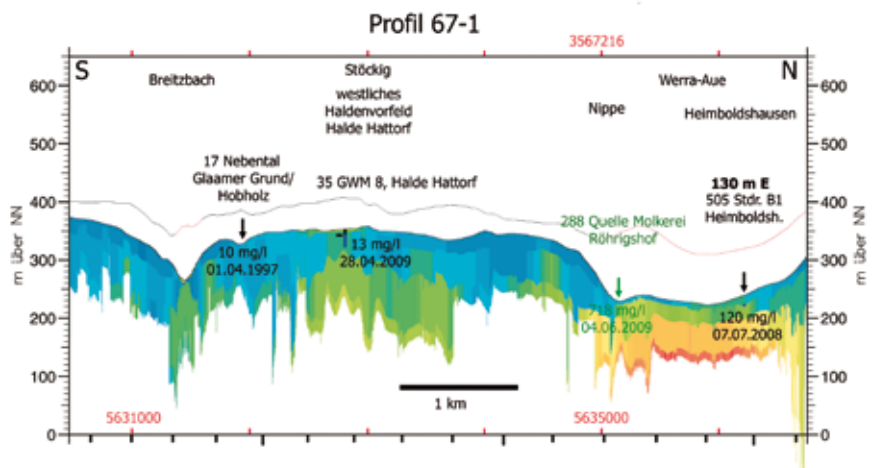 Profil 67-1
3567216
S
N
Breitzbach
Stöckig
Werra-Aue
westliches
Haldenvorfeld
Halde Hattorf
Nippe
Heimboldshausen
17 Nebental
Glaamer Grund/
Hobholz
35 GWM 8, Halde Hattorf
130 m E
505 Stdr. B1
Heimboldsh.
288 Quelle Molkerei
Röhrigshof
10 mg/l
01.04.1997
13 mg/l
28.04.2009
718 mg/l
04.06.2009
120 mg/l
07.07.2008
1 km
5631000
5635000
m über NN
600
500
400
300
200
100
0
600
500
400
300
200
100
0
m über NN